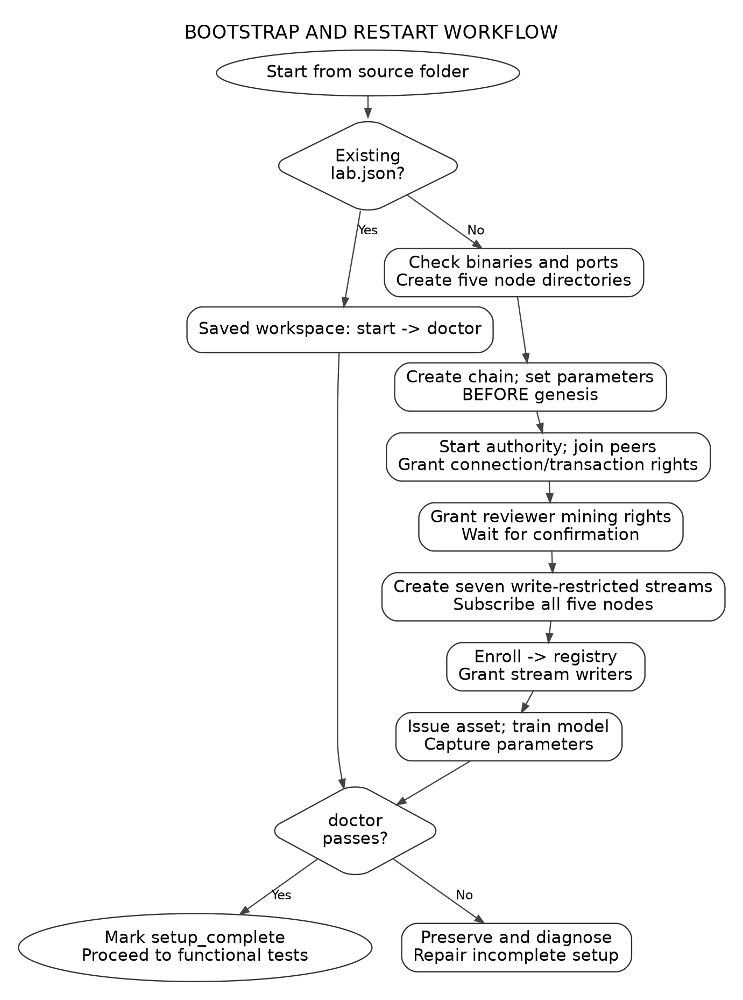 BOOTSTRAP AND RESTART WORKFLOW
Start from source folder
Existing
lab.json?
Yes
No
Check binaries and ports
Create five node directories
Saved workspace: start -> doctor
Create chain; set parameters
BEFORE genesis
Start authority; join peers
Grant connection/transaction rights
Grant reviewer mining rights
Wait for confirmation
Create seven write-restricted streams
Subscribe all five nodes
Enroll -> registry
Grant stream writers
Issue asset; train model
Capture parameters
doctor
passes?
Yes
No
Mark setup_complete
Proceed to functional tests
Preserve and diagnose
Repair incomplete setup